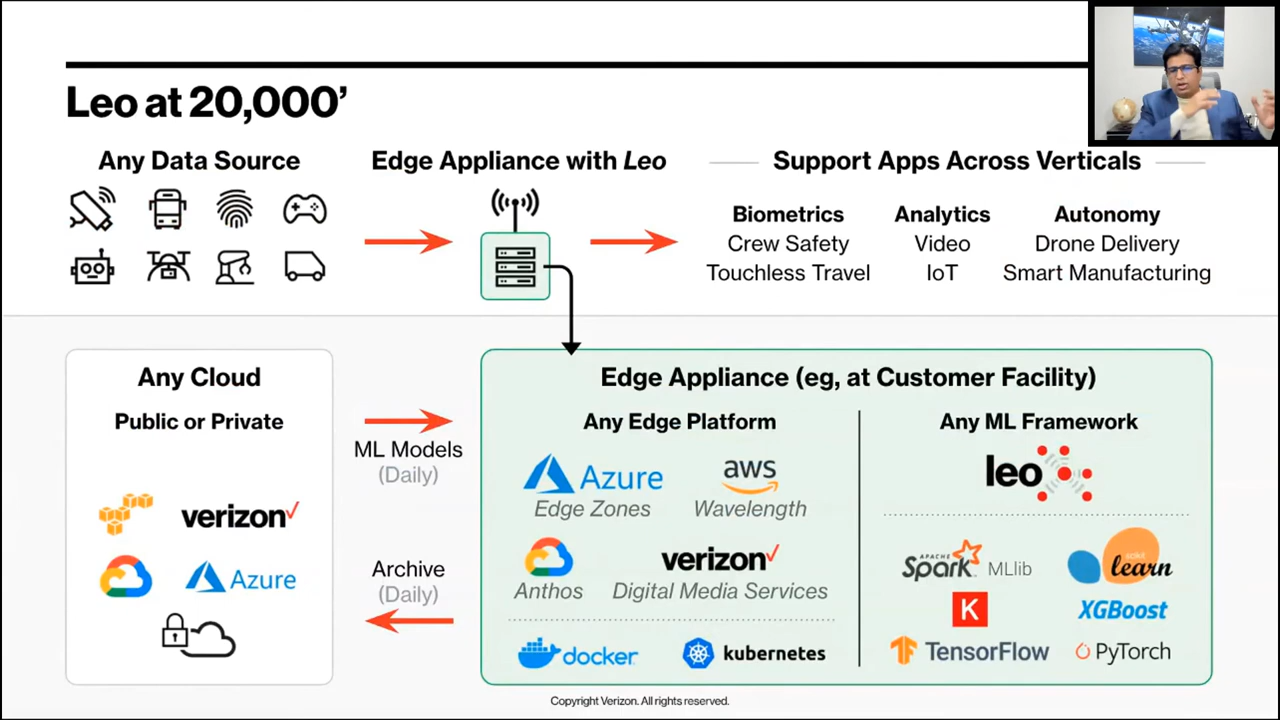 Leo at 20,000’
Any Data Source
Edge Appliance with Leo
Support Apps Across Verticals
Biometrics
Crew Safety
Touchless Travel
Analytics
Video
IoT
Autonomy
Drone Delivery
Smart Manufacturing
Any Cloud
Public or Private
verizon
Azure
ML Models
(Daily)
Archive
(Daily)
Edge Appliance (eg, at Customer Facility)
Any Edge Platform
Azure
Edge Zones
aws
Wavelength
Anthos
verizon
Digital Media Services
docker
kubernetes
Any ML Framework
leo
APACHE
Spark MLlib
scikit
learn
K
XGBoost
TensorFlow
PyTorch
Copyright Verizon. All rights reserved.